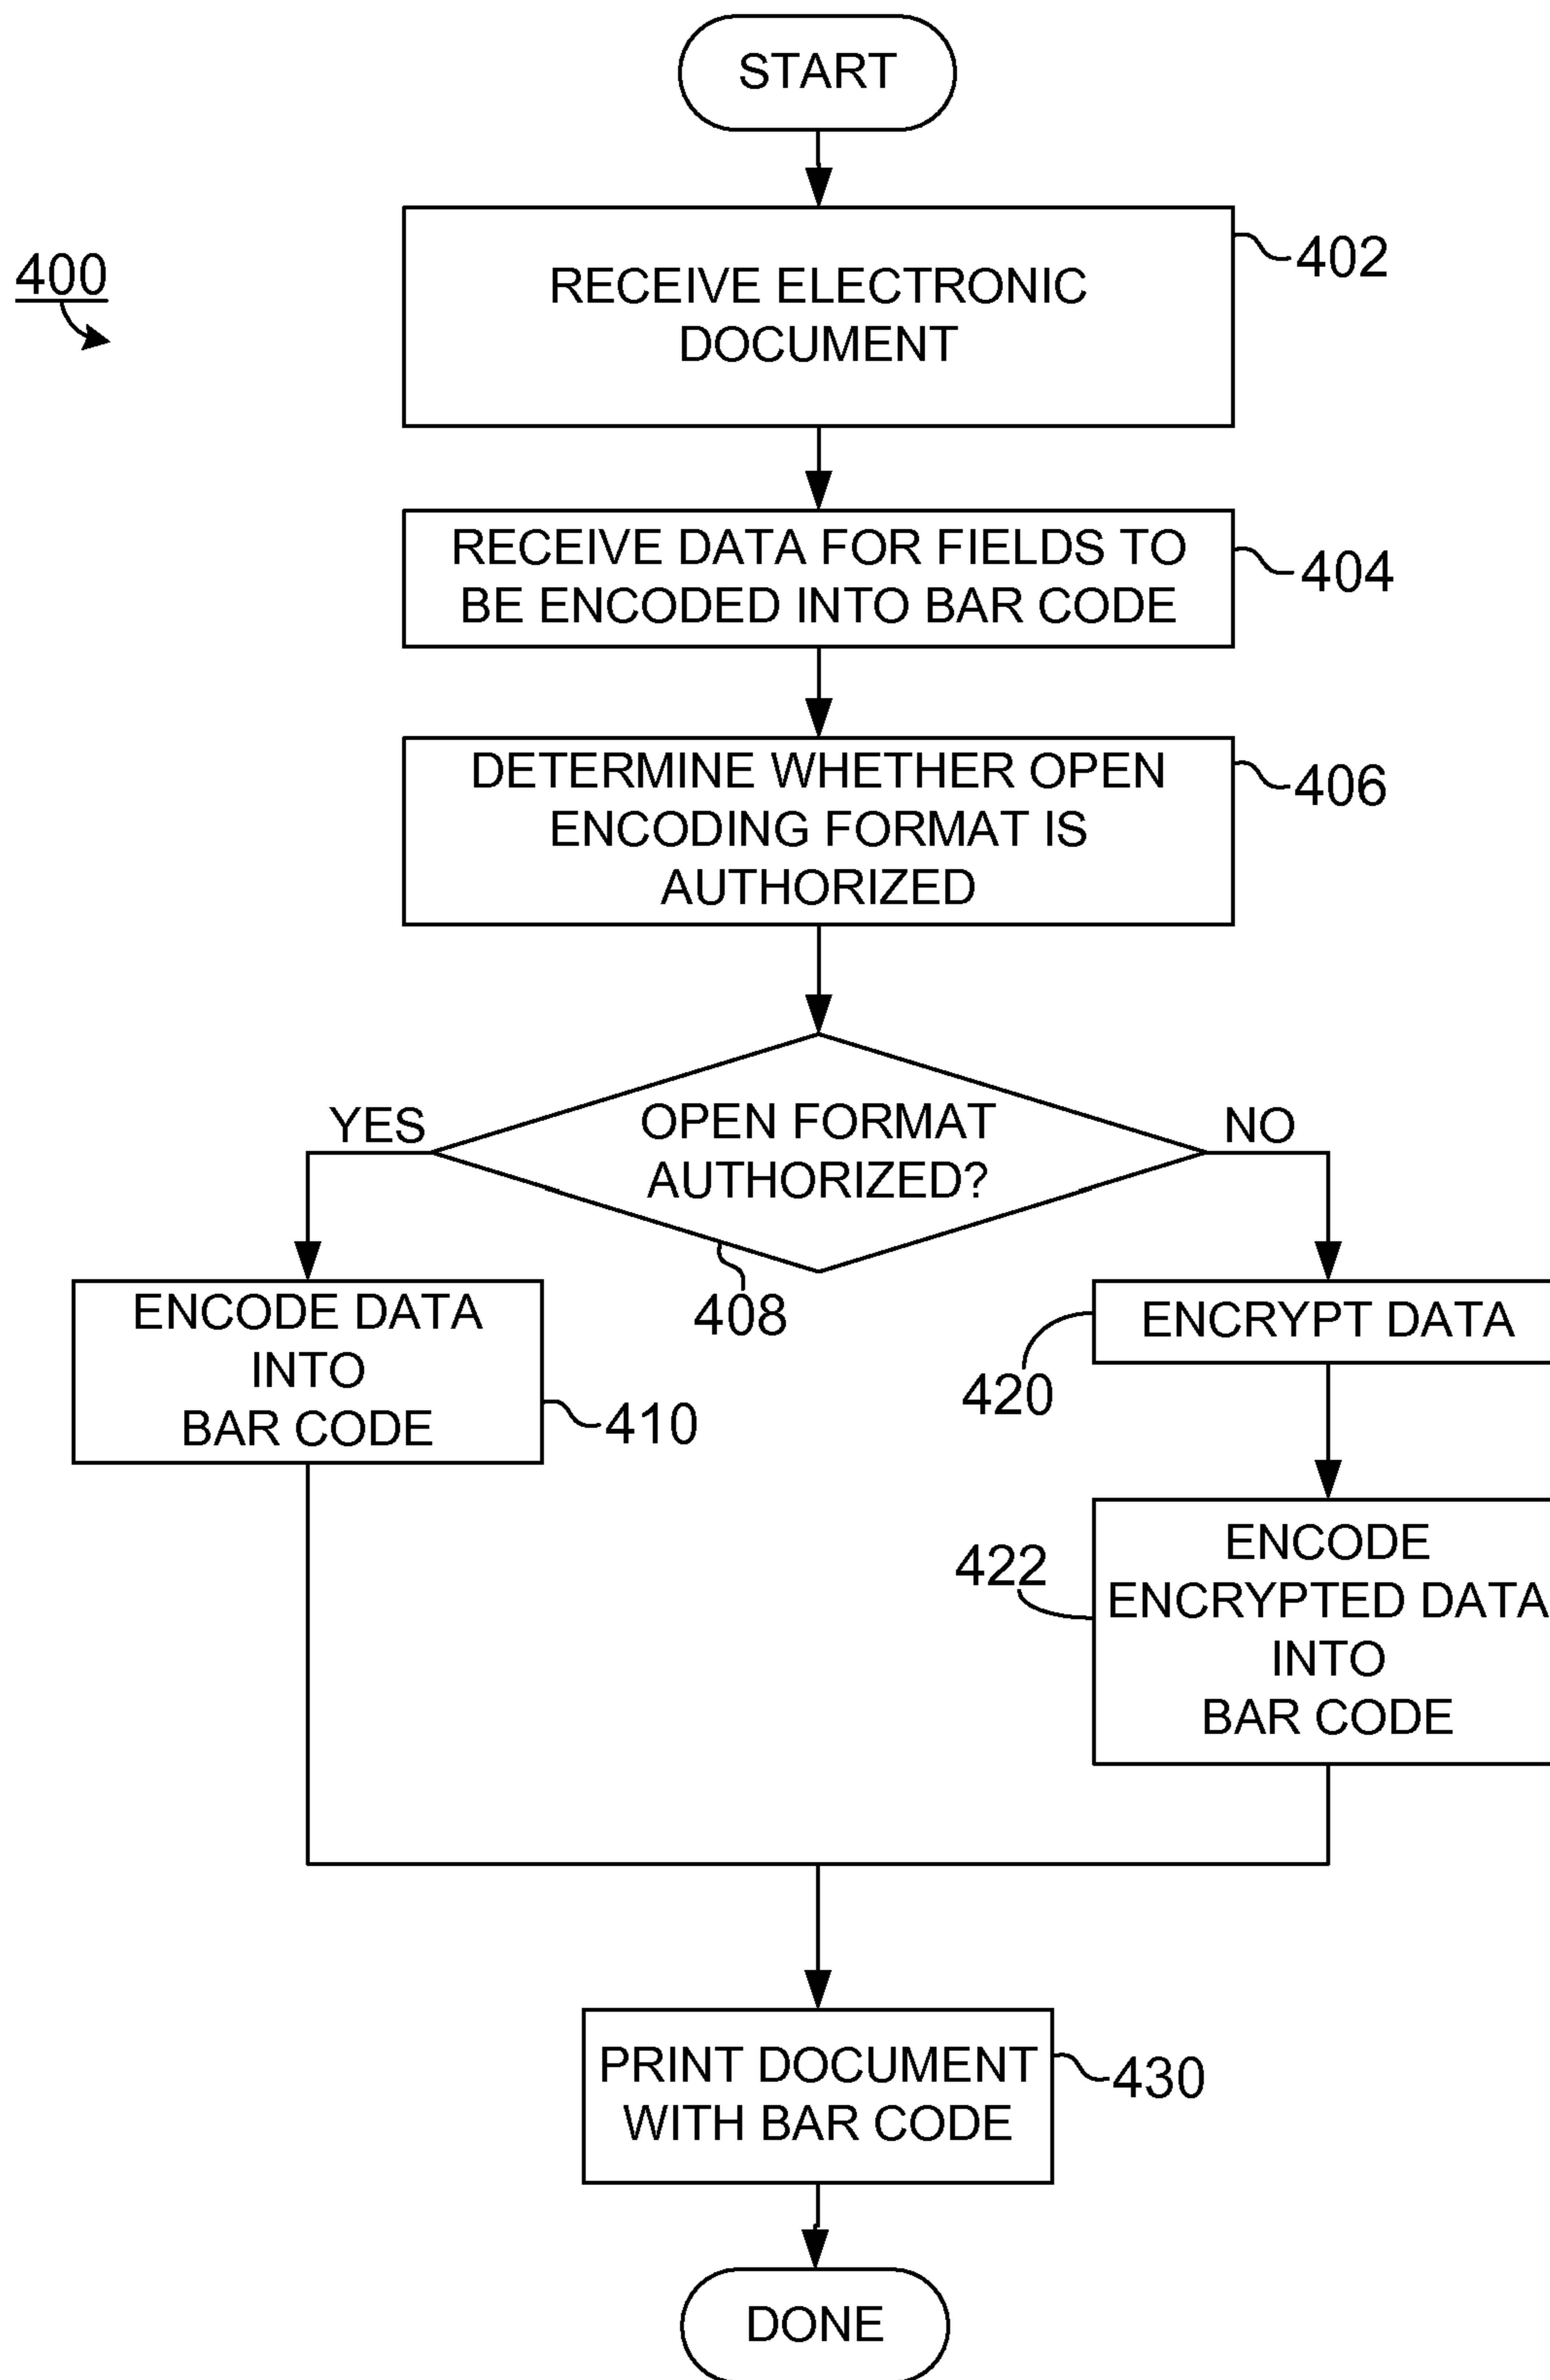 START
400
RECEIVE ELECTRONIC
DOCUMENT
402
RECEIVE DATA FOR FIELDS TO
BE ENCODED INTO BAR CODE
404
DETERMINE WHETHER OPEN
ENCODING FORMAT IS
AUTHORIZED
406
OPEN FORMAT
AUTHORIZED?
YES
NO
408
ENCODE DATA
INTO
BAR CODE
410
ENCRYPT DATA
420
ENCODE
ENCRYPTED DATA
INTO
BAR CODE
422
PRINT DOCUMENT
WITH BAR CODE
430
DONE